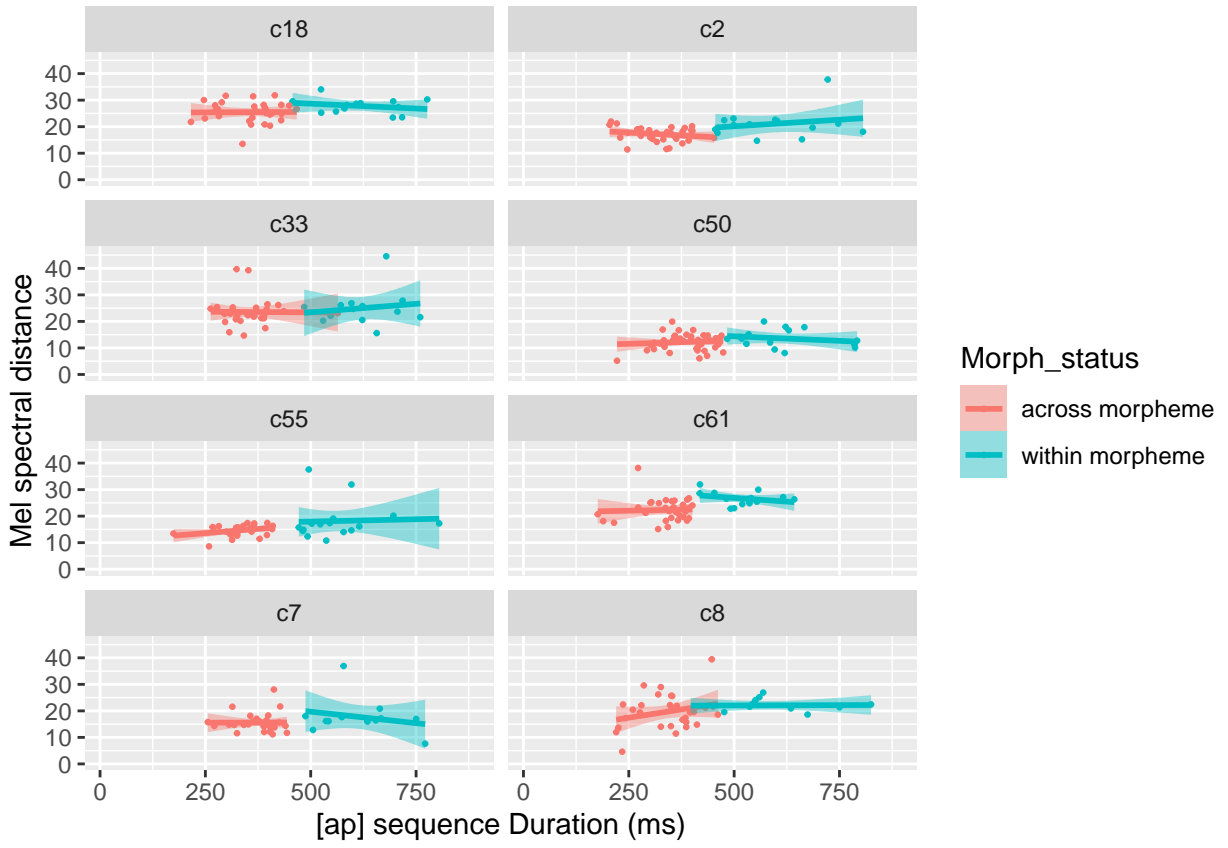 c18 c2
40
30
20
10
0
c33 c50
40
30
20
10
0
c55 c61
40
30
20
10
0
c7 c8
40
30
20
10
0
0 250 500 750 0 250 500 750
[ap] sequence Duration (ms)
Mel spectral distance
Morph_status
across morpheme
within morpheme